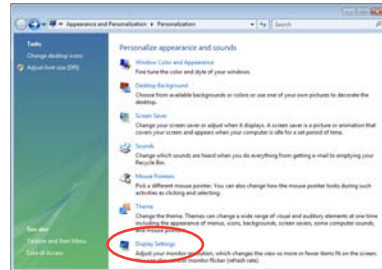 Appearance and Personalization ▸ Personalization
Search
Tasks
Change desktop icons
Adjust font size (DPI)
Personalize appearance and sounds
Window Color and Appearance
Fine tune the color and style of your windows.
Desktop Background
Choose from available backgrounds or colors or use one of your own pictures to decorate the
desktop.
Screen Saver
Change your screen saver or adjust when it displays. A screen saver is a picture or animation that
covers your screen and appears when your computer is idle for a set period of time.
Sounds
Change which sounds are heard when you do everything from getting e-mail to emptying your
Recycle Bin.
Mouse Pointers
Pick a different mouse pointer. You can also change how the mouse pointer looks during such
activities as clicking and selecting.
Theme
Change the theme. Themes can change a wide range of visual and auditory elements at one time
including the appearance of menus, icons, backgrounds, screen savers, some computer sounds,
and mouse pointers.
Display Settings
Adjust your monitor resolution, which changes the view so more or fewer items fit on the screen.
You can also control monitor flicker (refresh rate).
See also
Taskbar and Start Menu
Ease of Access